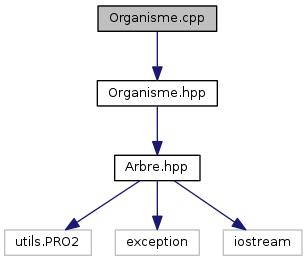 Organisme.cpp
Organisme.hpp
Arbre.hpp
utils.PRO2
exception
iostream